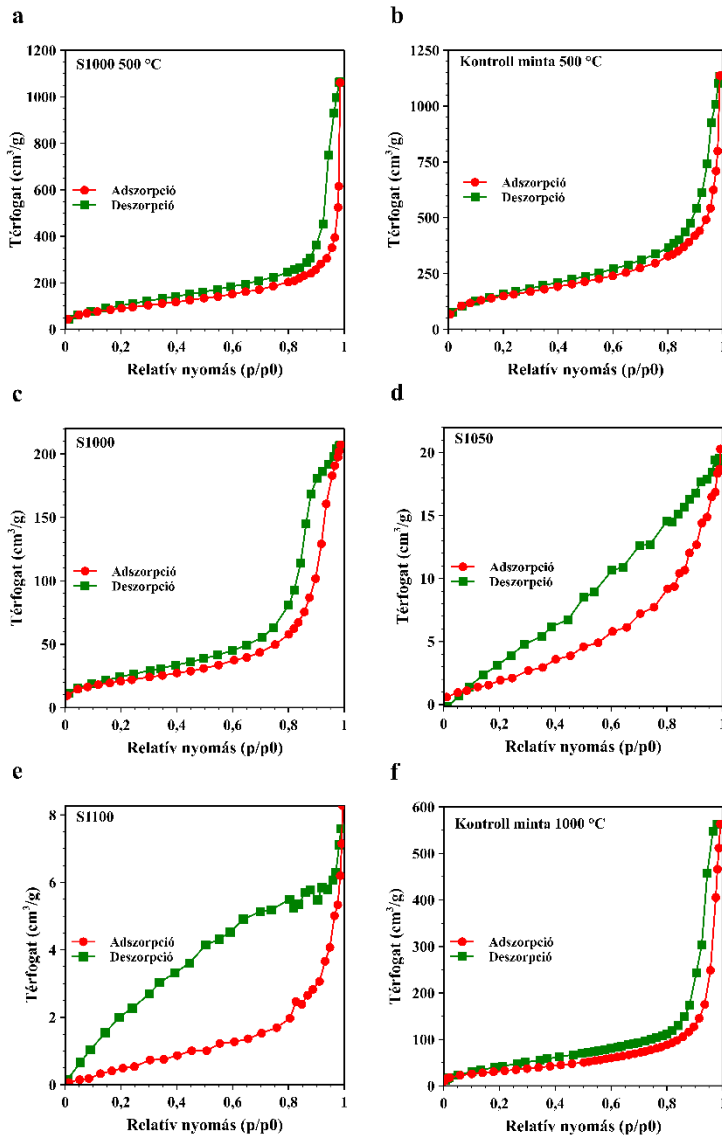 a
S1000 500 °C
1200
1000
800
600
400
200
0
Térfogat (cm³/g)
Adszorpció
Deszorpció
0
0,2
0,4
0,6
0,8
1
Relatív nyomás (p/p0)
b
Kontroll minta 500 °C
1250
1000
750
500
250
0
Térfogat (cm³/g)
Adszorpció
Deszorpció
0
0,2
0,4
0,6
0,8
1
Relatív nyomás (p/p0)
c
S1000
200
150
100
50
0
Térfogat (cm³/g)
Adszorpció
Deszorpció
0
0,2
0,4
0,6
0,8
1
Relatív nyomás (p/p0)
d
S1050
20
15
10
5
0
Térfogat (cm³/g)
Adszorpció
Deszorpció
0
0,2
0,4
0,6
0,8
1
Relatív nyomás (p/p0)
e
S1100
8
6
4
2
0
Térfogat (cm³/g)
Adszorpció
Deszorpció
0
0,2
0,4
0,6
0,8
1
Relatív nyomás (p/p0)
f
Kontroll minta 1000 °C
600
500
400
300
200
100
0
Térfogat (cm³/g)
Adszorpció
Deszorpció
0
0,2
0,4
0,6
0,8
1
Relatív nyomás (p/p0)